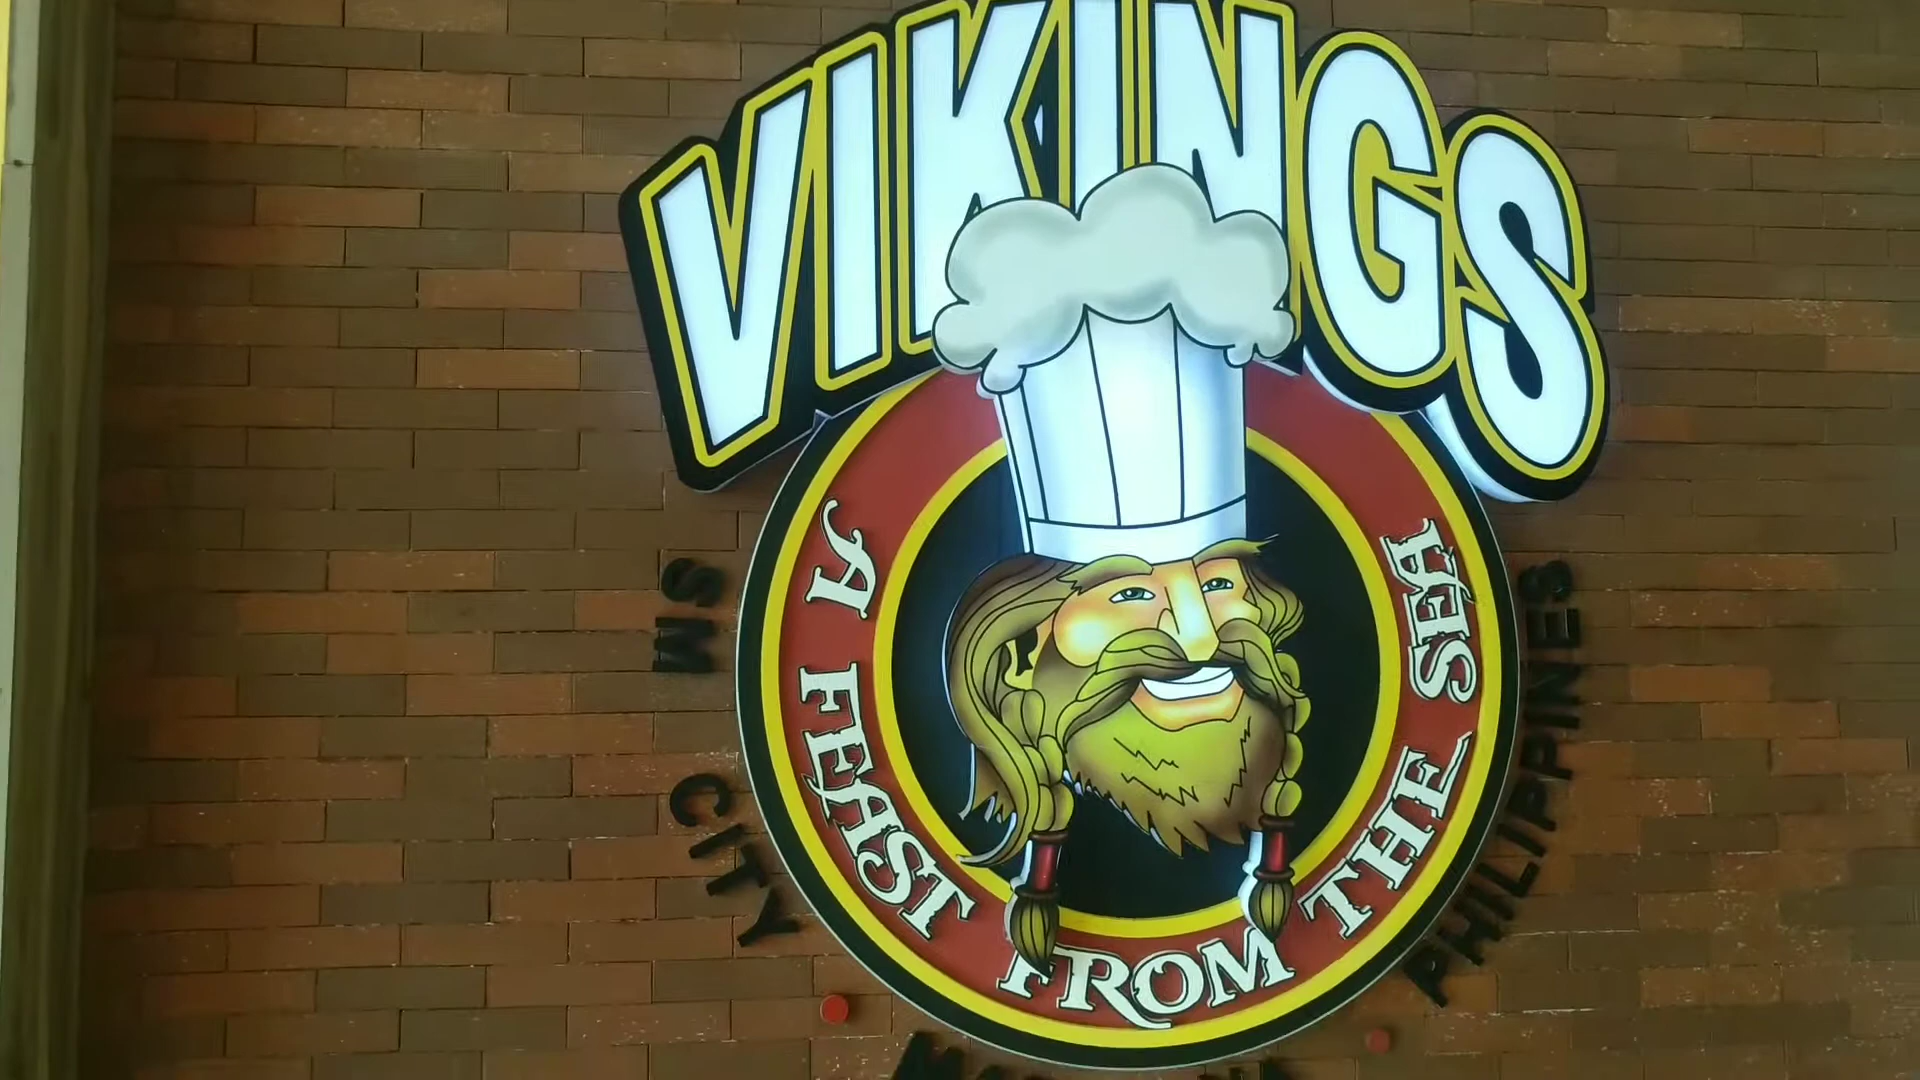 VIKINGS
A FEAST FROM THE SEA
SM CITY
PHILIPPINES